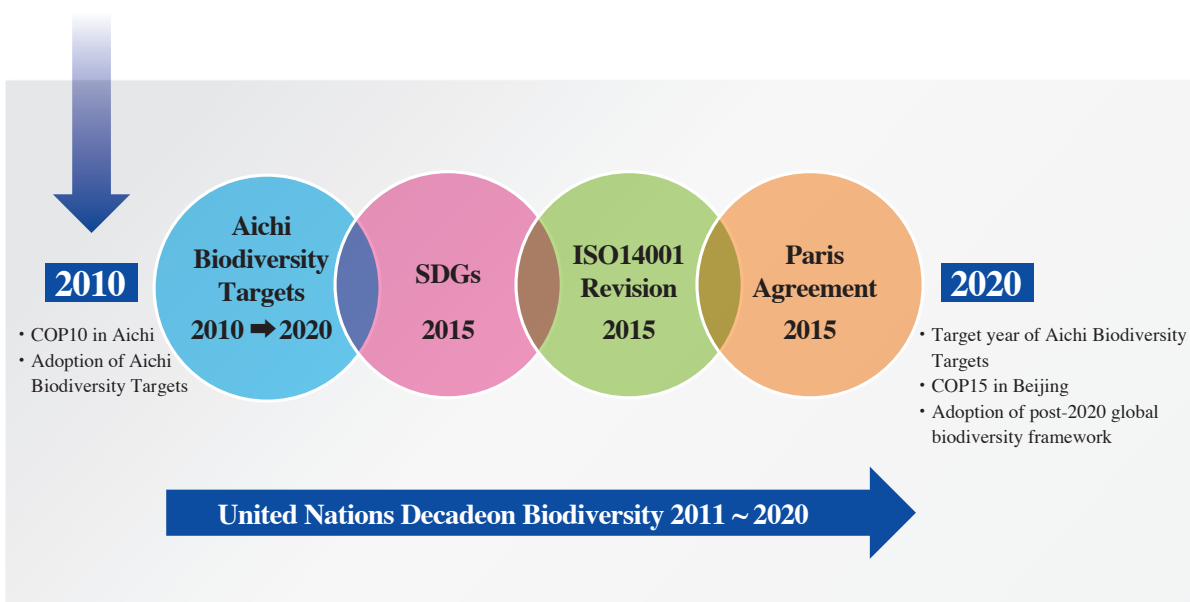 2010
・COP10 in Aichi
・Adoption of Aichi
Biodiversity Targets
Aichi
Biodiversity
Targets
2010 ➡ 2020
SDGs
2015
ISO14001
Revision
2015
Paris
Agreement
2015
2020
・Target year of Aichi Biodiversity
Targets
・COP15 in Beijing
・Adoption of post-2020 global
biodiversity framework
United Nations Decadeon Biodiversity 2011 ~ 2020